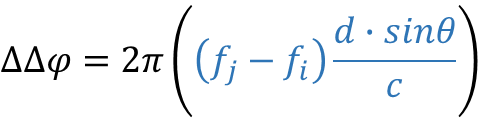 ΔΔφ = 2π((f_j − f_i) d · sinθ / c)